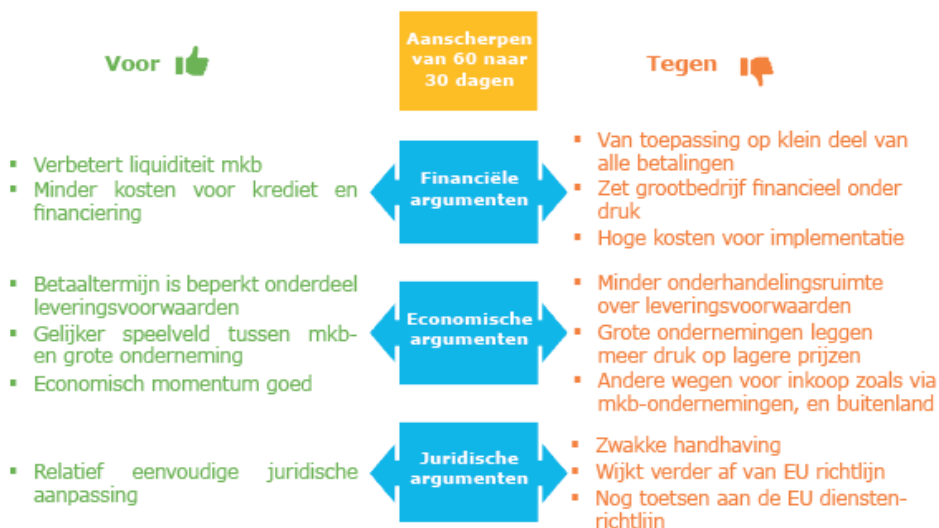 Voor
Aanscherpen
van 60 naar
30 dagen
Tegen
▪ Verbetert liquiditeit mkb
▪ Minder kosten voor krediet en
financiering
Financiële
argumenten
▪ Van toepassing op klein deel van
alle betalingen
▪ Zet grootbedrijf financieel onder
druk
▪ Hoge kosten voor implementatie
▪ Betaaltermijn is beperkt onderdeel
leveringsvoorwaarden
▪ Gelijker speelveld tussen mkb-
en grote onderneming
▪ Economisch momentum goed
Economische
argumenten
▪ Minder onderhandelingsruimte
over leveringsvoorwaarden
▪ Grote ondernemingen leggen
meer druk op lagere prijzen
▪ Andere wegen voor inkoop zoals via
mkb-ondernemingen, en buitenland
▪ Relatief eenvoudige juridische
aanpassing
Juridische
argumenten
▪ Zwakke handhaving
▪ Wijkt verder af van EU richtlijn
▪ Nog toetsen aan de EU diensten-
richtlijn